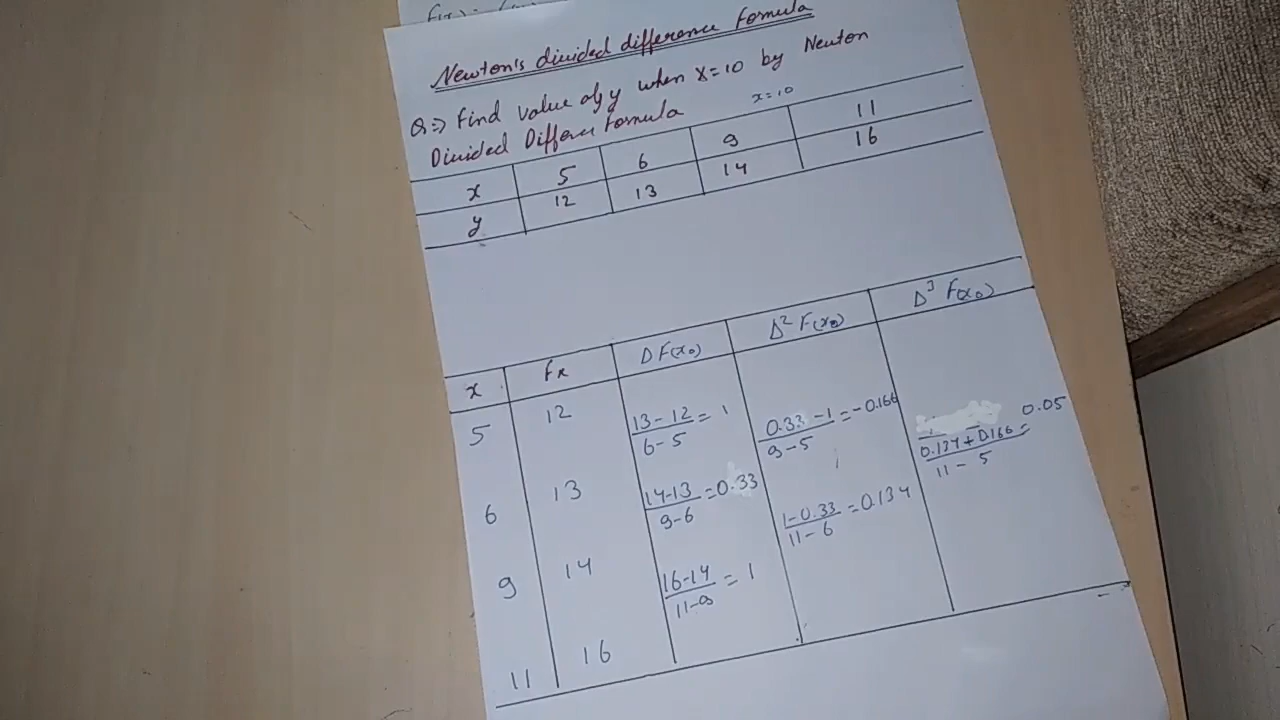 Newton's divided difference formula
Q⇒ Find value of y when X=10 by Newton
Divided Differnce Formula x=10
x 5 6 9 11
y 12 13 14 16
x Fx ΔF(x₀) Δ² F(x₀) Δ³ F(x₀)
5 12 13-12/6-5 = 1 0.33-1/9-5 = -0.166 0.134+0.166/11-5 = 0.05
6 13 14-13/9-6 = 0.33 1-0.33/11-6 = 0.134
9 14 16-14/11-9 = 1
11 16